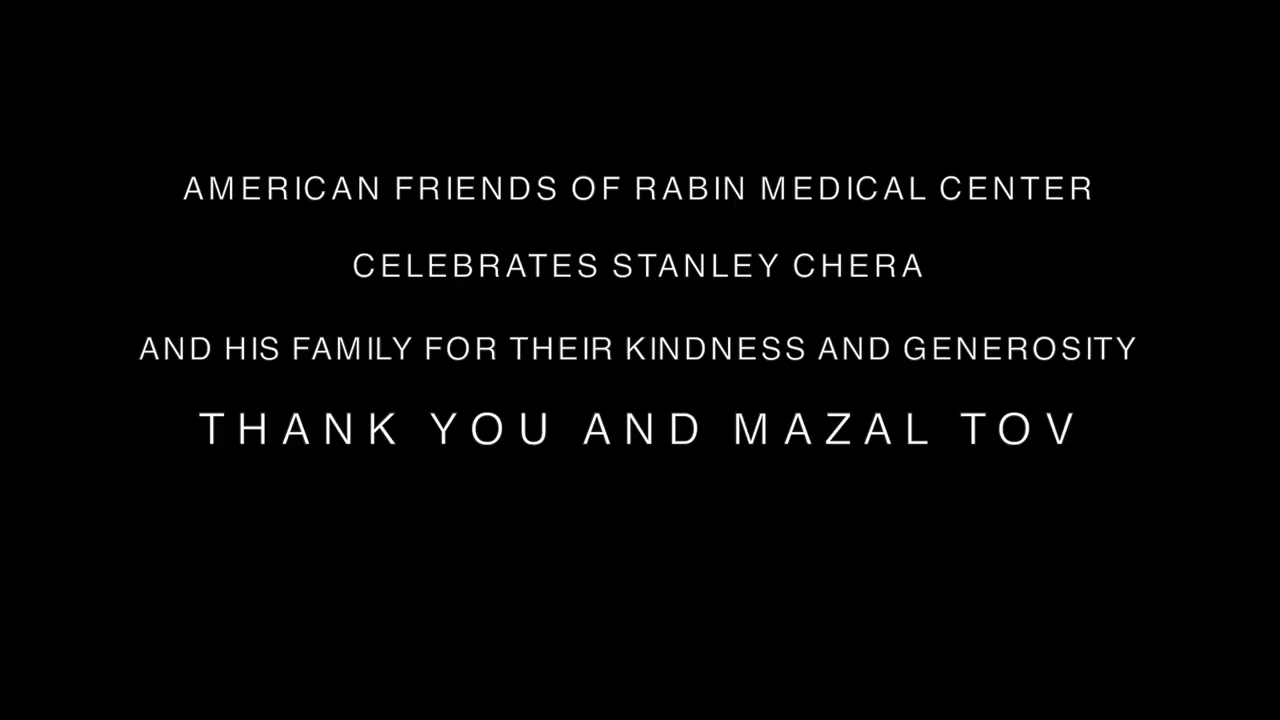 AMERICAN FRIENDS OF RABIN MEDICAL CENTER
CELEBRATES STANLEY CHERA
AND HIS FAMILY FOR THEIR KINDNESS AND GENEROSITY
THANK YOU AND MAZAL TOV